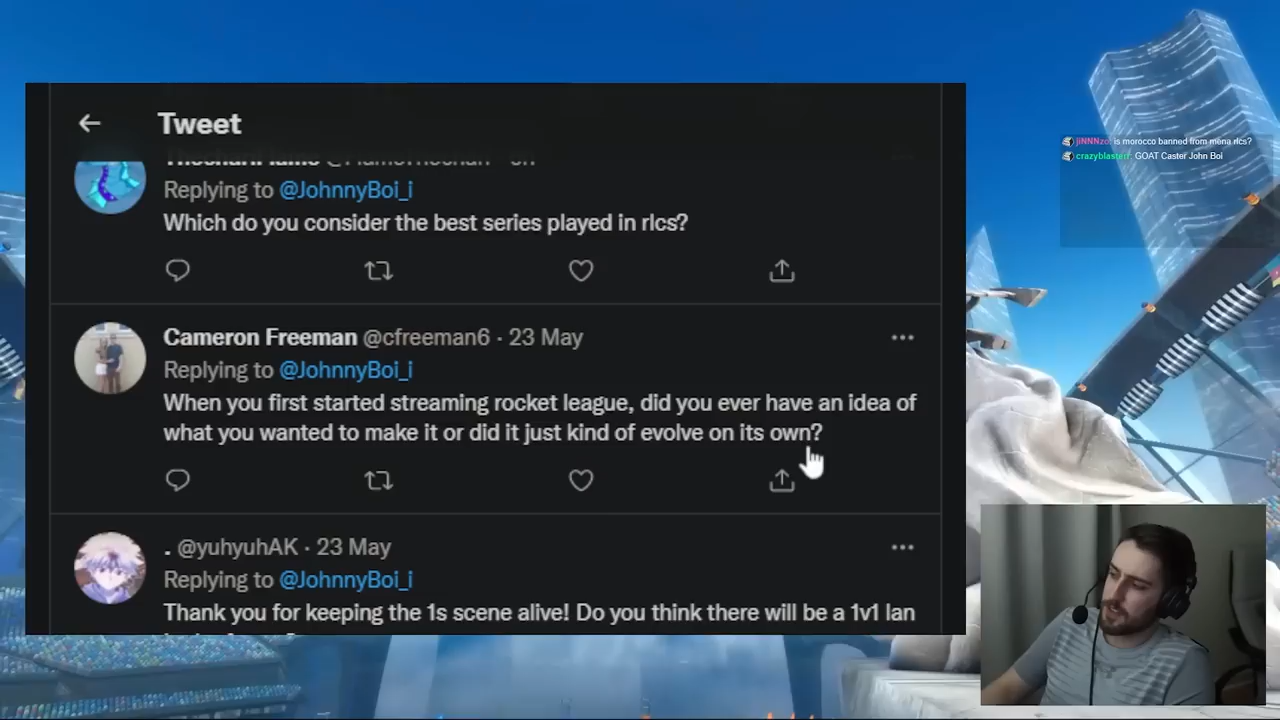 Tweet
Replying to @JohnnyBoi_i
Which do you consider the best series played in rlcs?
Cameron Freeman @cfreeman6 · 23 May
Replying to @JohnnyBoi_i
When you first started streaming rocket league, did you ever have an idea of
what you wanted to make it or did it just kind of evolve on its own?
. @yuhyuhAK · 23 May
Replying to @JohnnyBoi_i
Thank you for keeping the 1s scene alive! Do you think there will be a 1v1 lan
jiNNNzo: is morocco banned from mena rlcs?
crazyblasterr: GOAT Caster John Boi